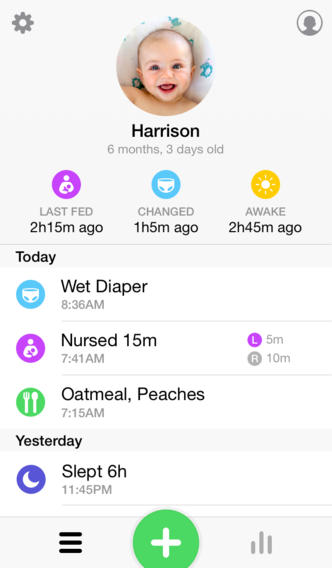 Harrison
6 months, 3 days old
LAST FED CHANGED AWAKE
2h15m ago 1h5m ago 2h45m ago
Today
Wet Diaper
8:36AM
Nursed 15m L 5m
7:41AM R 10m
Oatmeal, Peaches
7:15AM
Yesterday
Slept 6h
11:45PM